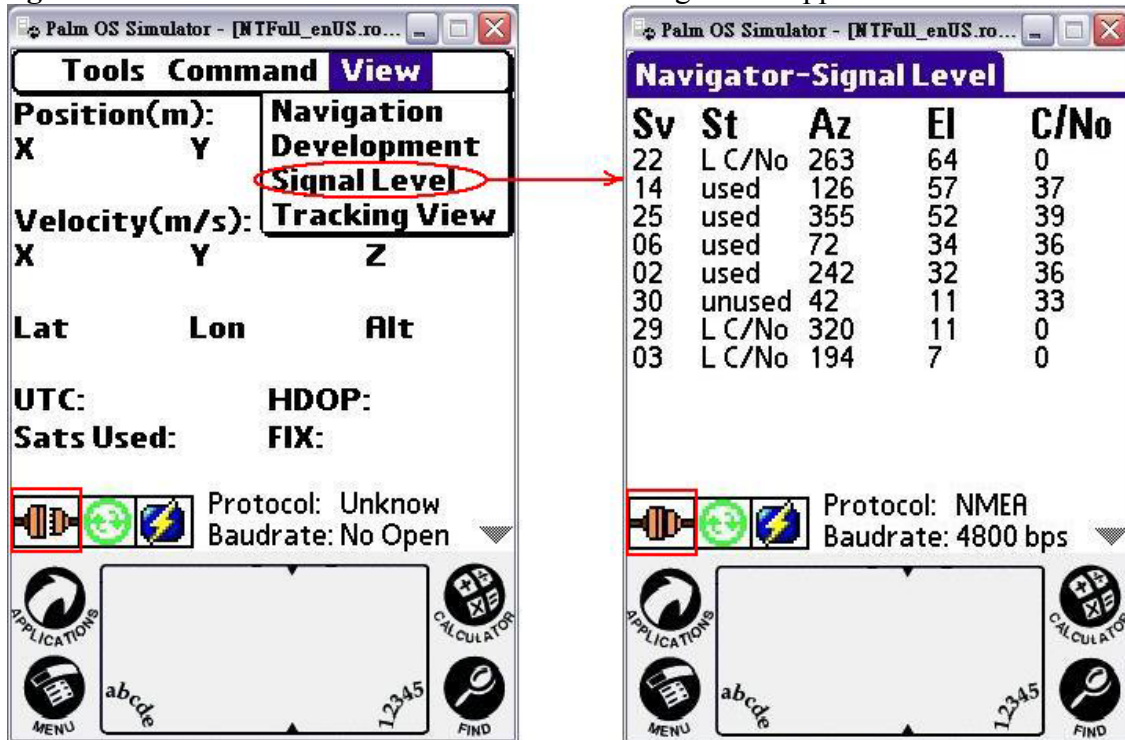 Palm OS Simulator - [NTFull_enUS.ro...
Tools Command View
Navigation
Development
Signal Level
Tracking View
Position(m):
X Y
Velocity(m/s):
X Y Z
Lat Lon Alt
UTC: HDOP:
Sats Used: FIX:
Protocol: Unknow
Baudrate: No Open
APPLICATIONS
CALCULATOR
MENU
abcde
12345
FIND
Palm OS Simulator - [NTFull_enUS.ro...
Navigator-Signal Level
Sv St Az El C/No
22 L C/No 263 64 0
14 used 126 57 37
25 used 355 52 39
06 used 72 34 36
02 used 242 32 36
30 unused 42 11 33
29 L C/No 320 11 0
03 L C/No 194 7 0
Protocol: NMEA
Baudrate: 4800 bps
APPLICATIONS
CALCULATOR
MENU
abcde
12345
FIND